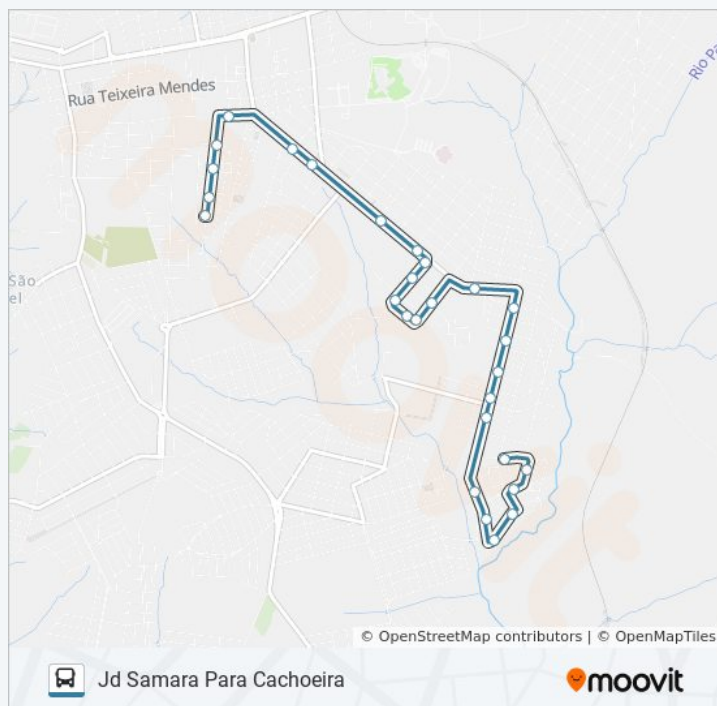 Rua Teixeira Mendes
Rio Pa
São
el
© OpenStreetMap contributors | © OpenMapTiles
Jd Samara Para Cachoeira
moovit